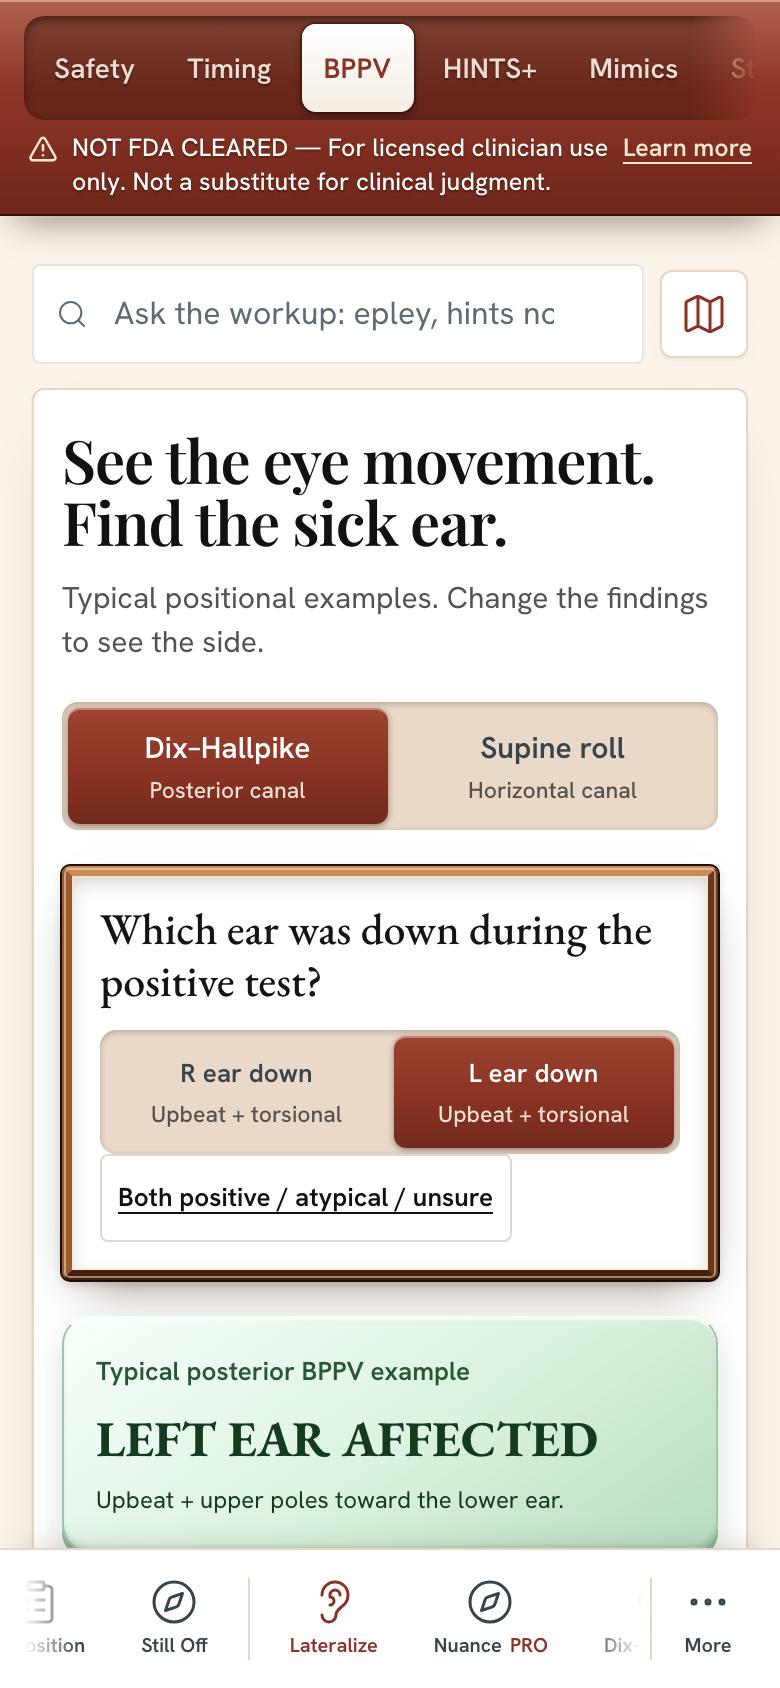 Safety Timing BPPV HINTS+ Mimics St
NOT FDA CLEARED — For licensed clinician use Learn more
only. Not a substitute for clinical judgment.
Ask the workup: epley, hints no
See the eye movement.
Find the sick ear.
Typical positional examples. Change the findings
to see the side.
Dix–Hallpike Supine roll
Posterior canal Horizontal canal
Which ear was down during the
positive test?
R ear down L ear down
Upbeat + torsional Upbeat + torsional
Both positive / atypical / unsure
Typical posterior BPPV example
LEFT EAR AFFECTED
Upbeat + upper poles toward the lower ear.
osition Still Off Lateralize Nuance PRO Dix- More